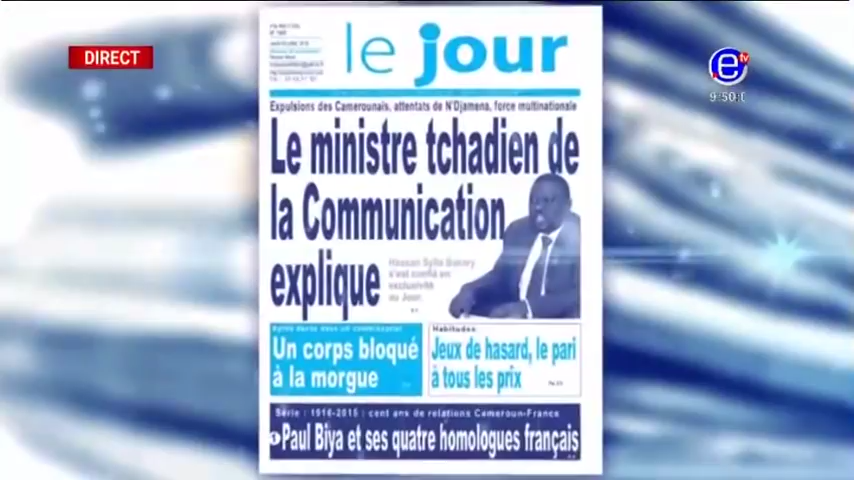 DIRECT
le jour
e tv
Expulsions des Camerounais, attentats de N'Djamena, force multinationale
Le ministre tchadien de
la Communication
explique
Hassan Sylla Bakary
s'est confié en
exclusivité
au Jour.
Un corps bloqué
à la morgue
Habitudes
Jeux de hasard, le pari
à tous les prix
Série : 1916-2015 : cent ans de relations Cameroun-France
Paul Biya et ses quatre homologues français